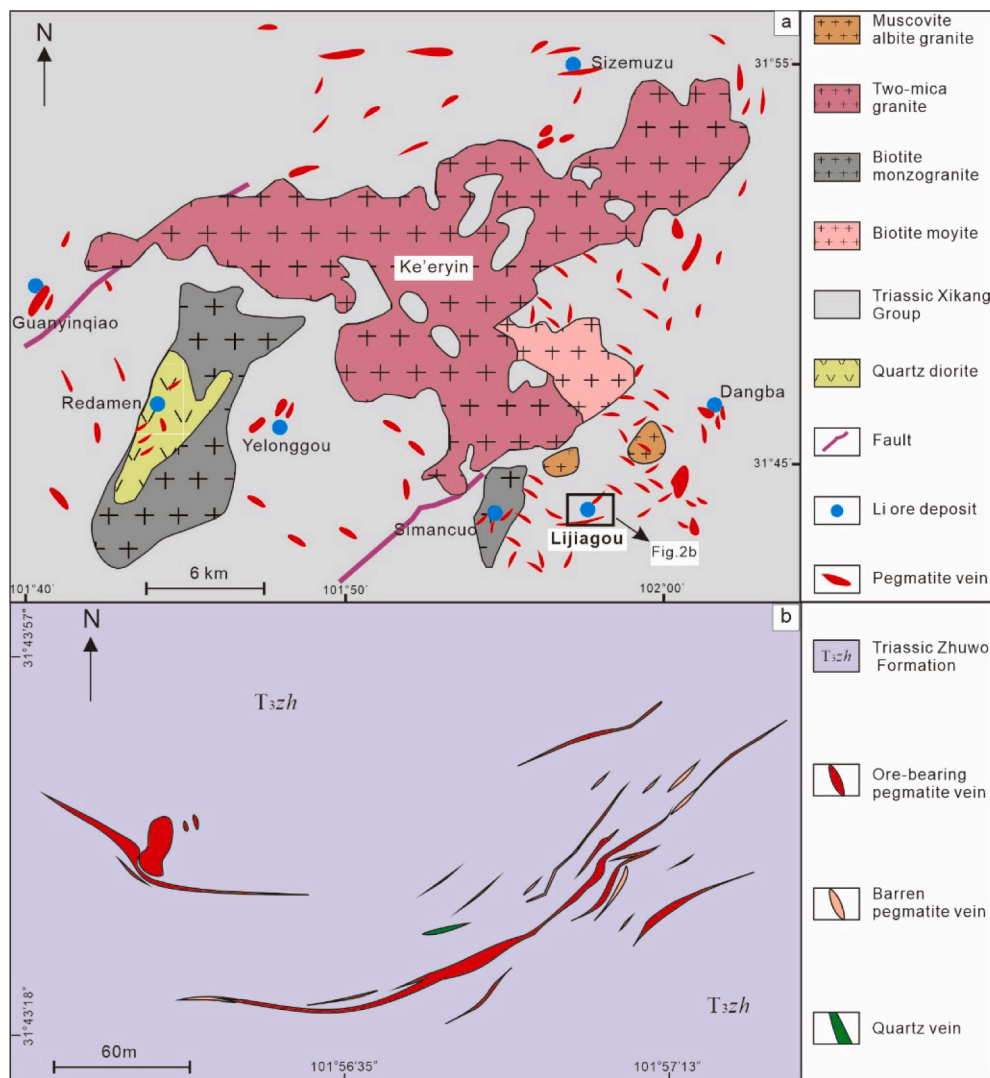 a
N
Sizemuzu
31°55′
Ke'eryin
Guanyinqiao
Redamen
Yelonggou
Dangba
31°45′
Simancuo
Lijiagou
Fig.2b
6 km
101°40′
101°50′
102°00′
Muscovite
albite granite
Two-mica
granite
Biotite
monzogranite
Biotite moyite
Triassic Xikang
Group
Quartz diorite
Fault
Li ore deposit
Pegmatite vein
b
31°43′57″
N
T₃zh
31°43′18″
T₃zh
60m
101°56′35″
101°57′13″
T₃zh
Triassic Zhuwo
Formation
Ore-bearing
pegmatite vein
Barren
pegmatite vein
Quartz vein